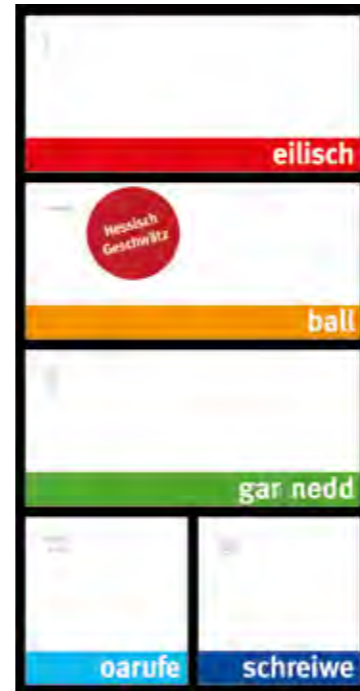 eilisch
Hessisch
Geschwätz
ball
gar nedd
oarufe
schreiwe